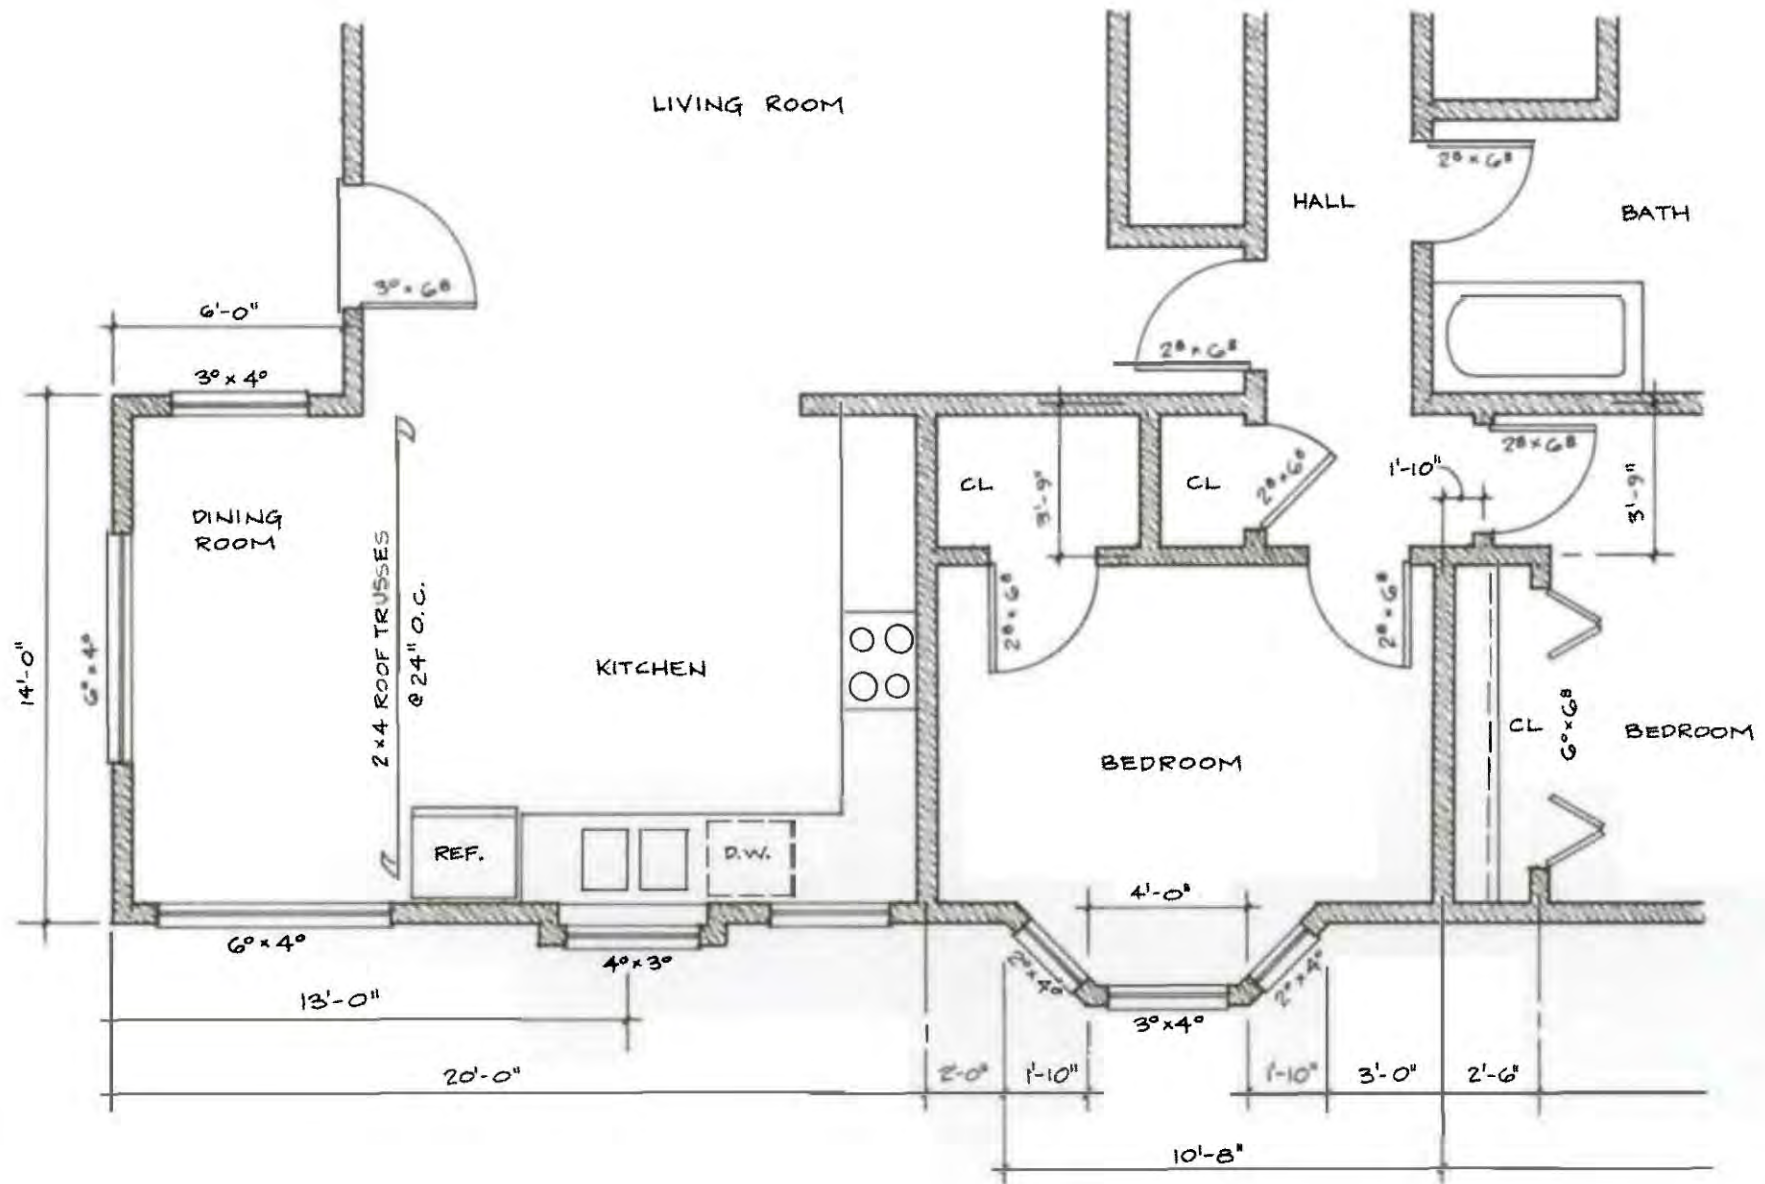 LIVING ROOM
2⁸ × 6⁸
HALL
BATH
3⁰ × 6⁸
6'-0"
2⁸ × 6⁸
3⁰ × 4⁰
2⁸ × 6⁸
1'-10"
CL
3'-9"
CL
2⁸ × 6⁸
3'-9"
DINING
ROOM
2×4 ROOF TRUSSES
@ 24" O.C.
2⁸ × 6⁸
2⁸ × 6⁸
14'-0"
6⁰ × 4⁰
KITCHEN
CL
6⁰ × 6⁸
BEDROOM
BEDROOM
REF.
D.W.
4'-0"
6⁰ × 4⁰
4⁰ × 3⁰
2⁰ × 4⁰
2⁰ × 4⁰
13'-0"
3⁰ × 4⁰
20'-0"
2'-0"
1'-10"
1'-10"
3'-0"
2'-6"
10'-8"